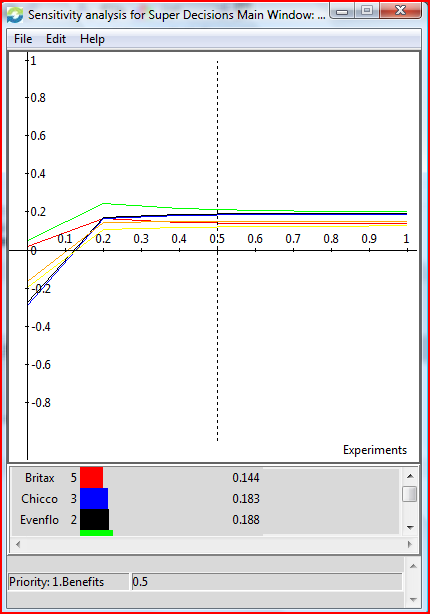 Sensitivity analysis for Super Decisions Main Window: ...
File Edit Help
1
0.8
0.6
0.4
0.2
0 0.1 0.2 0.3 0.4 0.5 0.6 0.7 0.8 0.9 1
-0.2
-0.4
-0.6
-0.8
Experiments
Britax 5 0.144
Chicco 3 0.183
Evenflo 2 0.188
Priority: 1.Benefits 0.5